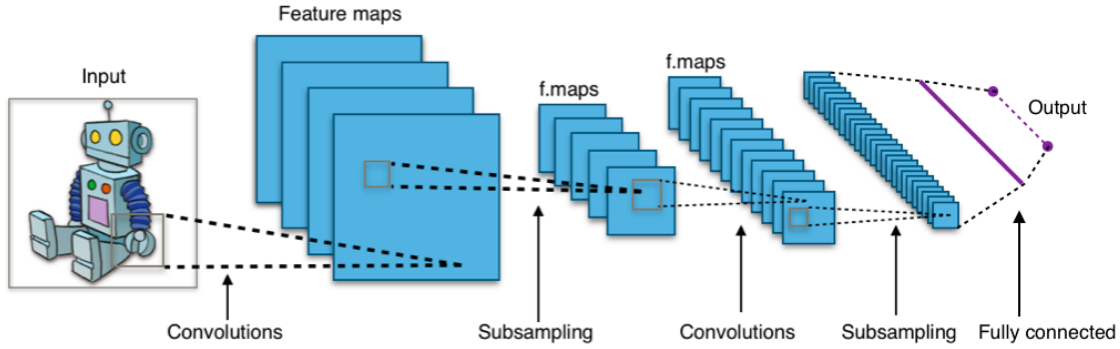 Feature maps
Input
f.maps
f.maps
Output
Convolutions
Subsampling
Convolutions
Subsampling
Fully connected